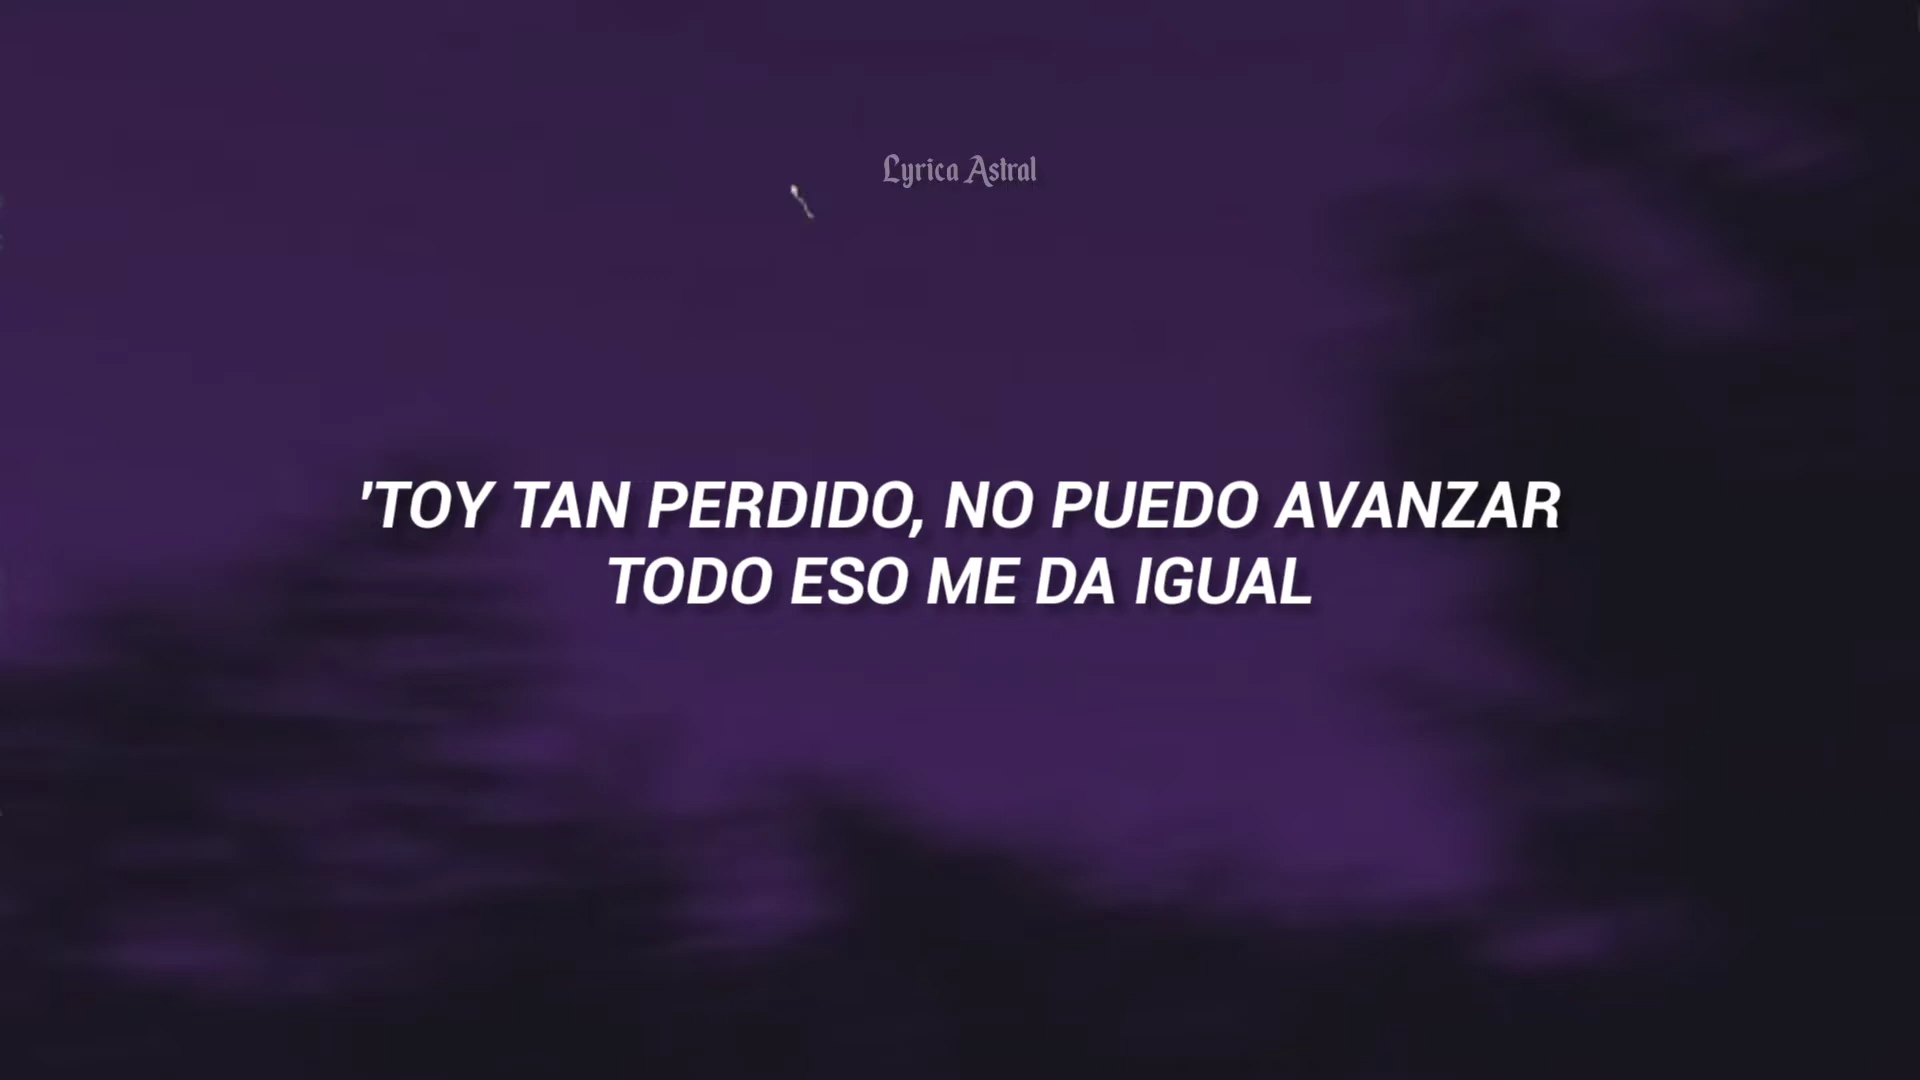 Lyrica Astral
'TOY TAN PERDIDO, NO PUEDO AVANZAR
TODO ESO ME DA IGUAL